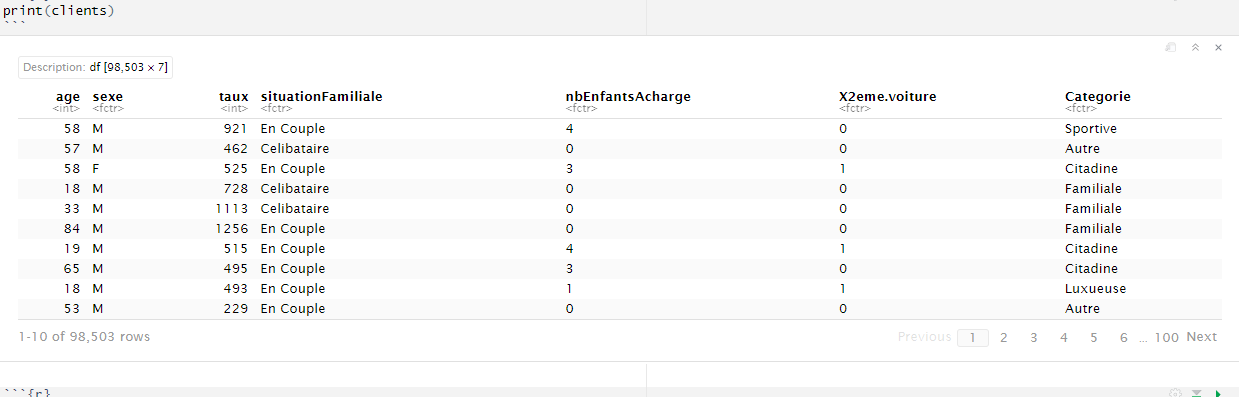 print(clients)
```
Description: df [98,503 × 7]
age sexe taux situationFamiliale nbEnfantsAcharge X2eme.voiture Categorie
<int> <fctr> <int> <fctr> <fctr> <fctr> <fctr>
58 M 921 En Couple 4 0 Sportive
57 M 462 Celibataire 0 0 Autre
58 F 525 En Couple 3 1 Citadine
18 M 728 Celibataire 0 0 Familiale
33 M 1113 Celibataire 0 0 Familiale
84 M 1256 En Couple 0 0 Familiale
19 M 515 En Couple 4 1 Citadine
65 M 495 En Couple 3 0 Citadine
18 M 493 En Couple 1 1 Luxueuse
53 M 229 En Couple 0 0 Autre
1-10 of 98,503 rows Previous 1 2 3 4 5 6 ... 100 Next
```{r}